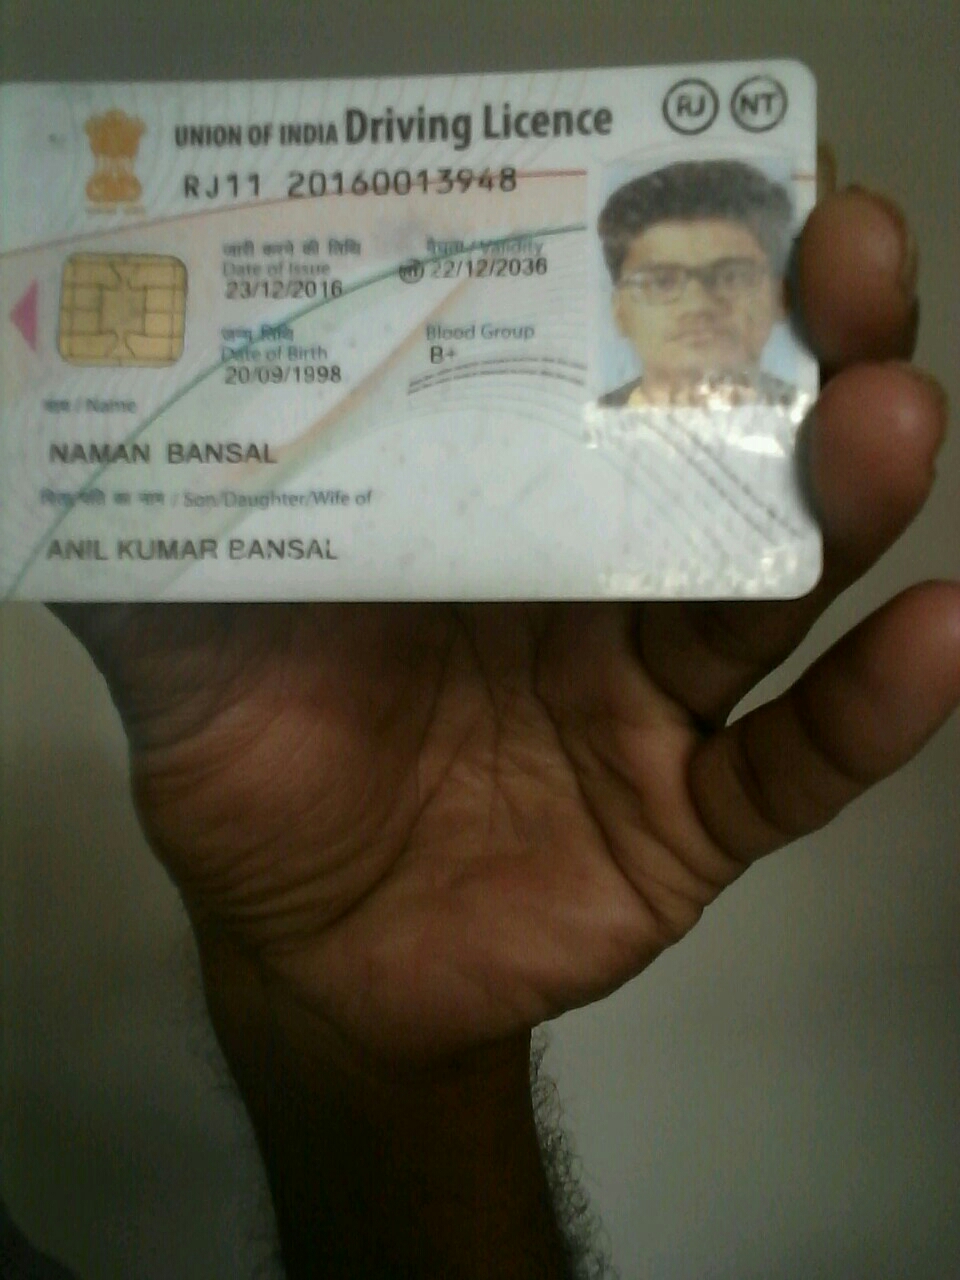 UNION OF INDIA Driving Licence
RJ NT
RJ11 20160013948
जारी करने की तिथि
Date of Issue
23/12/2016
वैधता / Validity
22/12/2036
जन्म तिथि
Date of Birth
20/09/1998
Blood Group
B+
नाम / Name
NAMAN BANSAL
पिता/पति का नाम / Son/Daughter/Wife of
ANIL KUMAR BANSAL